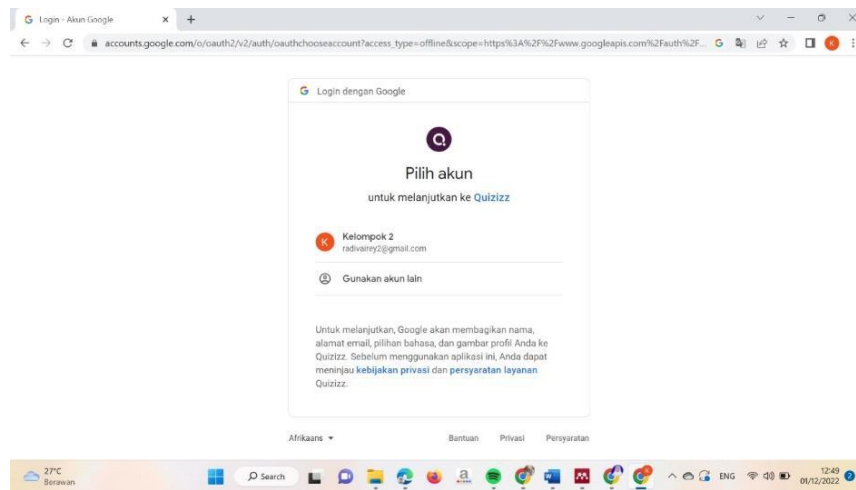 Login - Akun Google
accounts.google.com/o/oauth2/v2/auth/oauthchooseaccount?access_type=offline&scope=https%3A%2F%2Fwww.googleapis.com%2Fauth%2F...
Login dengan Google
Pilih akun
untuk melanjutkan ke Quizizz
K
Kelompok 2
radivairey2@gmail.com
Gunakan akun lain
Untuk melanjutkan, Google akan membagikan nama,
alamat email, pilihan bahasa, dan gambar profil Anda ke
Quizizz. Sebelum menggunakan aplikasi ini, Anda dapat
meninjau kebijakan privasi dan persyaratan layanan
Quizizz.
Afrikaans Bantuan Privasi Persyaratan
27°C
Berawan
Search
ENG
12:49
01/12/2022
2